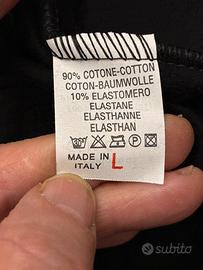 90% COTONE-COTTON
COTON-BAUMWOLLE
10% ELASTOMERO
ELASTANE
ELASTHANNE
ELASTHAN
MADE IN
ITALY
L
subito